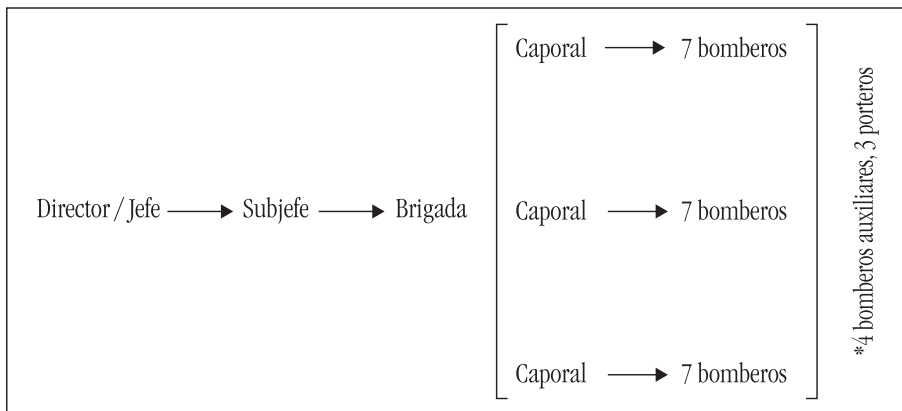 Caporal → 7 bomberos
Director / Jefe → Subjefe → Brigada
Caporal → 7 bomberos
Caporal → 7 bomberos
*4 bomberos auxiliares, 3 porteros